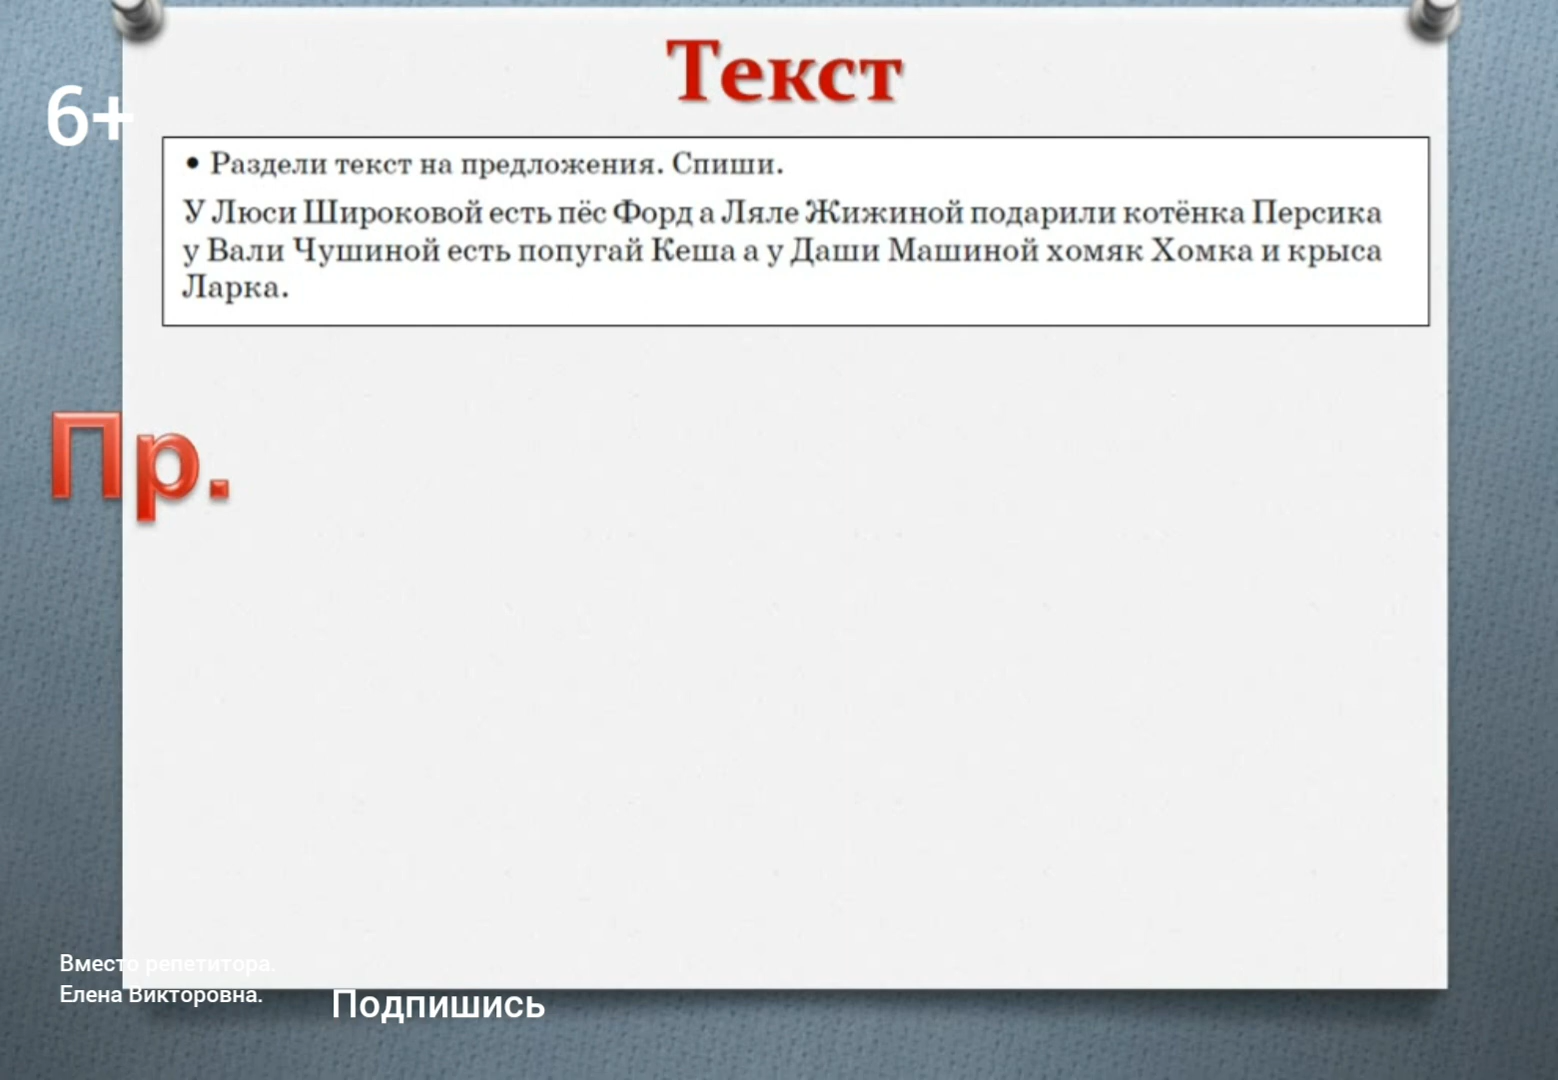 Текст
6+
• Раздели текст на предложения. Спиши.
У Люси Широковой есть пёс Форд а Ляле Жижиной подарили котёнка Персика
у Вали Чушиной есть попугай Кеша а у Даши Машиной хомяк Хомка и крыса
Ларка.
Пр.
Вместо репетитора.
Елена Викторовна.
Подпишись